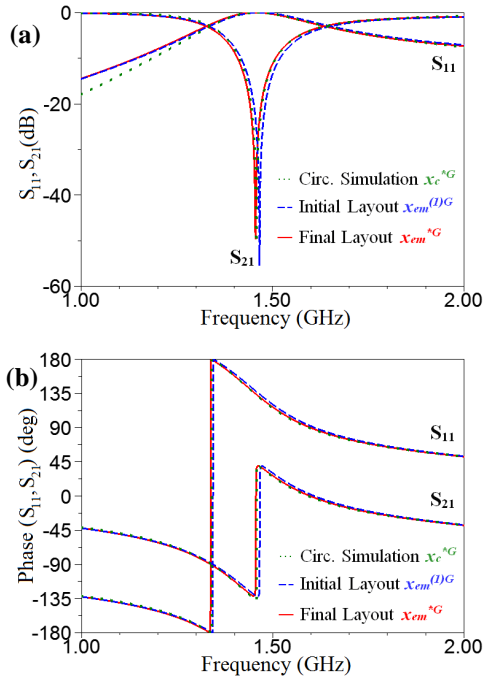 (a)
0
-10
-20
-30
-40
-50
-60
S11, S21(dB)
S11
Circ. Simulation xc*G
Initial Layout xem(1)G
Final Layout xem*G
S21
1.00 1.50 2.00
Frequency (GHz)
(b)
180
135
90
45
0
-45
-90
-135
-180
Phase (S11, S21) (deg)
S11
S21
Circ. Simulation xc*G
Initial Layout xem(1)G
Final Layout xem*G
1.00 1.50 2.00
Frequency (GHz)